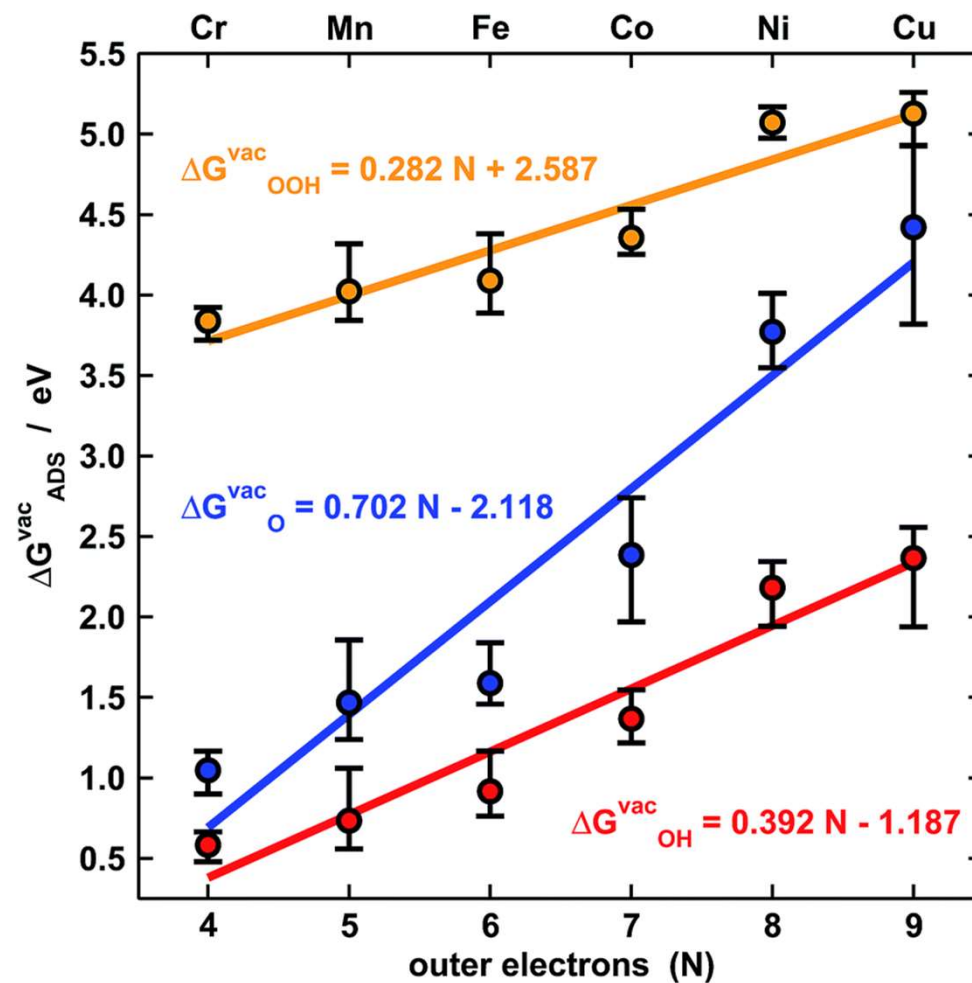 Cr Mn Fe Co Ni Cu
5.5
5.0
4.5
4.0
3.5
3.0
2.5
2.0
1.5
1.0
0.5
ΔG^vac_ADS / eV
ΔG^vac_OOH = 0.282 N + 2.587
ΔG^vac_O = 0.702 N - 2.118
ΔG^vac_OH = 0.392 N - 1.187
4 5 6 7 8 9
outer electrons (N)